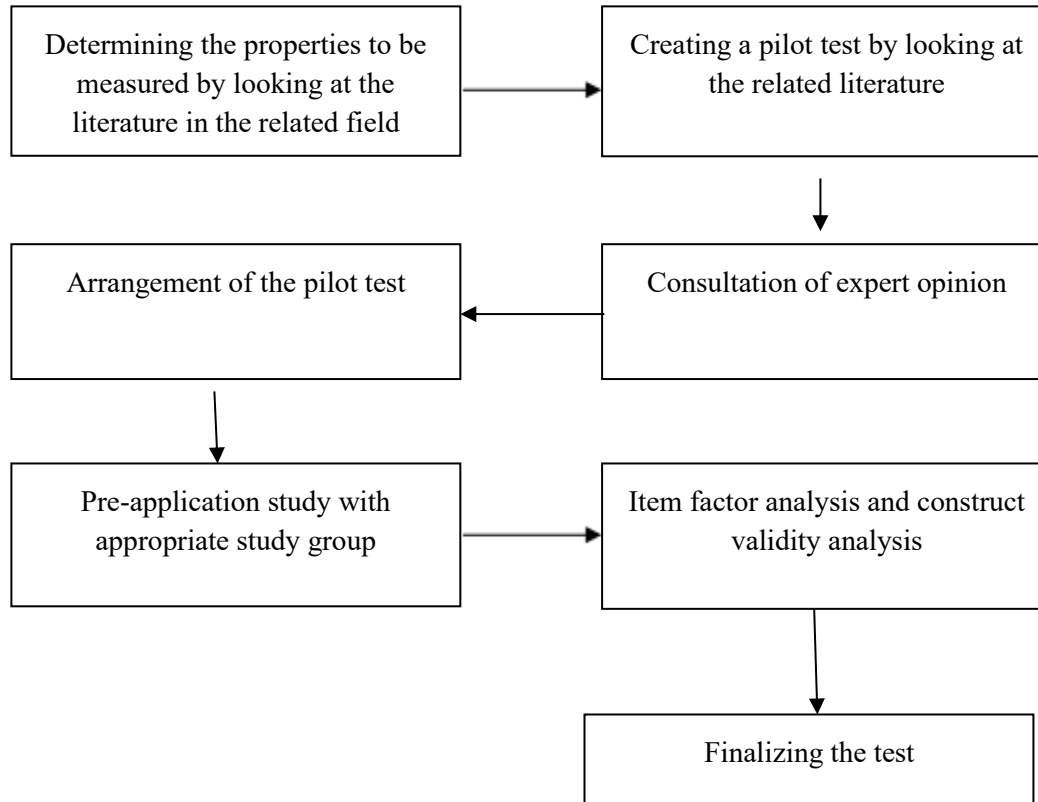 Determining the properties to be
measured by looking at the
literature in the related field
Creating a pilot test by looking at
the related literature
Consultation of expert opinion
Arrangement of the pilot test
Pre-application study with
appropriate study group
Item factor analysis and construct
validity analysis
Finalizing the test